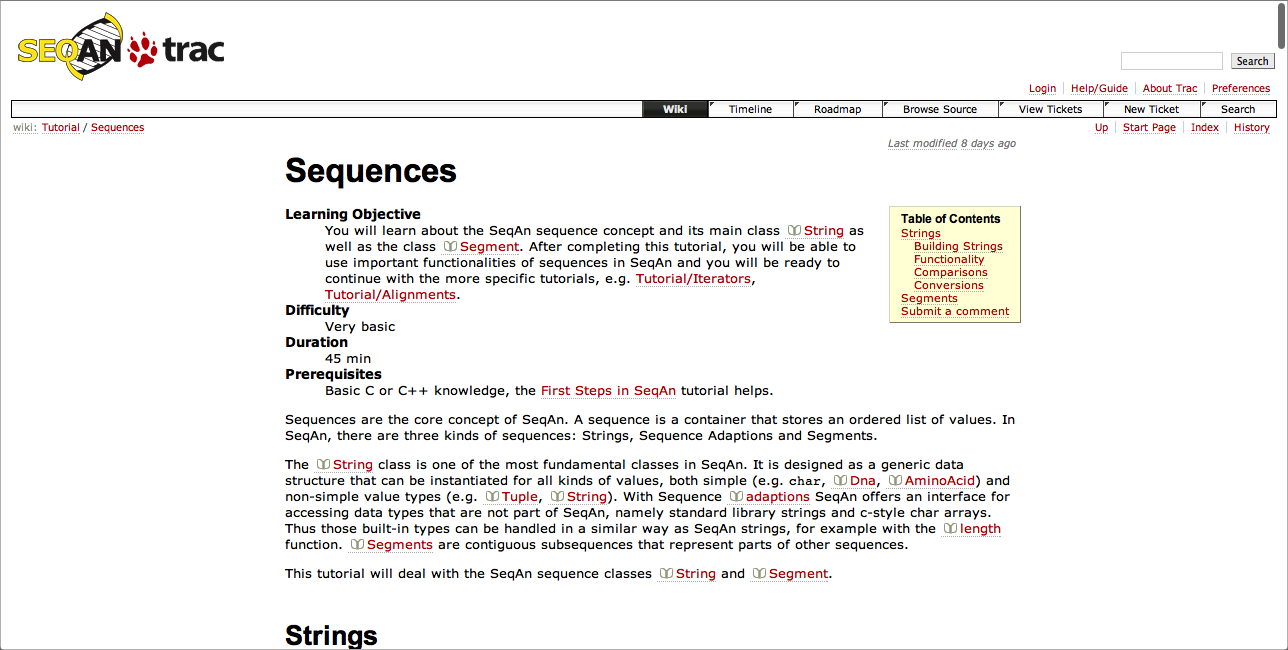 SEQAN trac
Search
Login Help/Guide About Trac Preferences
Wiki Timeline Roadmap Browse Source View Tickets New Ticket Search
wiki: Tutorial / Sequences
Up Start Page Index History
Last modified 8 days ago
Sequences
Learning Objective
You will learn about the SeqAn sequence concept and its main class String as
well as the class Segment. After completing this tutorial, you will be able to
use important functionalities of sequences in SeqAn and you will be ready to
continue with the more specific tutorials, e.g. Tutorial/Iterators,
Tutorial/Alignments.
Difficulty
Very basic
Duration
45 min
Prerequisites
Basic C or C++ knowledge, the First Steps in SeqAn tutorial helps.
Table of Contents
Strings
Building Strings
Functionality
Comparisons
Conversions
Segments
Submit a comment
Sequences are the core concept of SeqAn. A sequence is a container that stores an ordered list of values. In
SeqAn, there are three kinds of sequences: Strings, Sequence Adaptions and Segments.
The String class is one of the most fundamental classes in SeqAn. It is designed as a generic data
structure that can be instantiated for all kinds of values, both simple (e.g. char, Dna, AminoAcid) and
non-simple value types (e.g. Tuple, String). With Sequence adaptions SeqAn offers an interface for
accessing data types that are not part of SeqAn, namely standard library strings and c-style char arrays.
Thus those built-in types can be handled in a similar way as SeqAn strings, for example with the length
function. Segments are contiguous subsequences that represent parts of other sequences.
This tutorial will deal with the SeqAn sequence classes String and Segment.
Strings